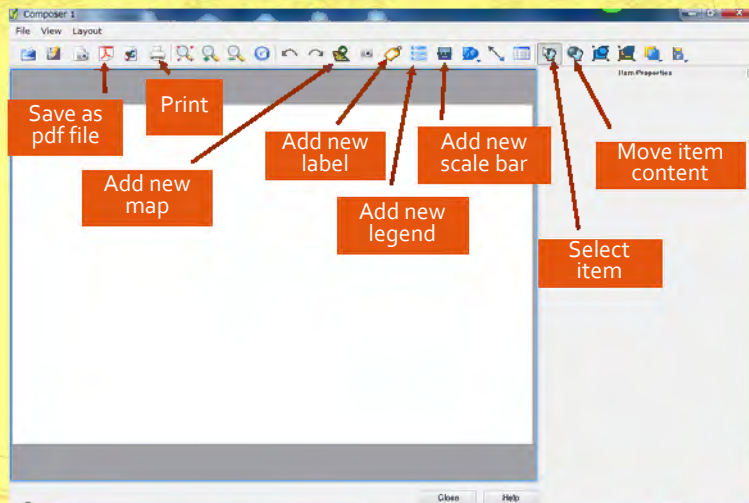 Composer 1
File View Layout
Item Properties
Save as
pdf file
Print
Add new
label
Add new
scale bar
Move item
content
Add new
map
Add new
legend
Select
item
Close Help